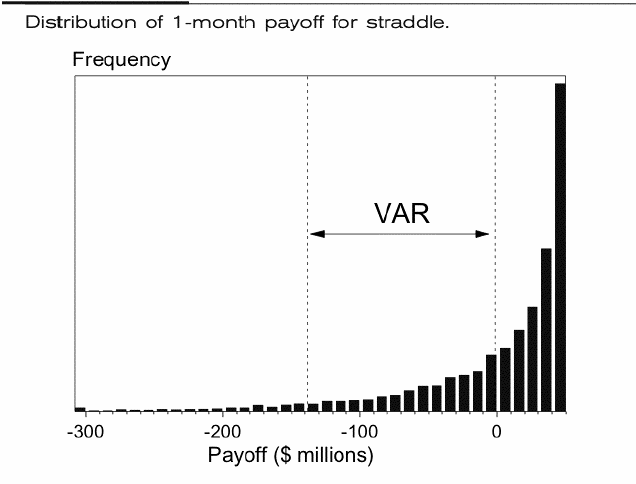 Distribution of 1-month payoff for straddle.
Frequency
VAR
-300 -200 -100 0
Payoff ($ millions)